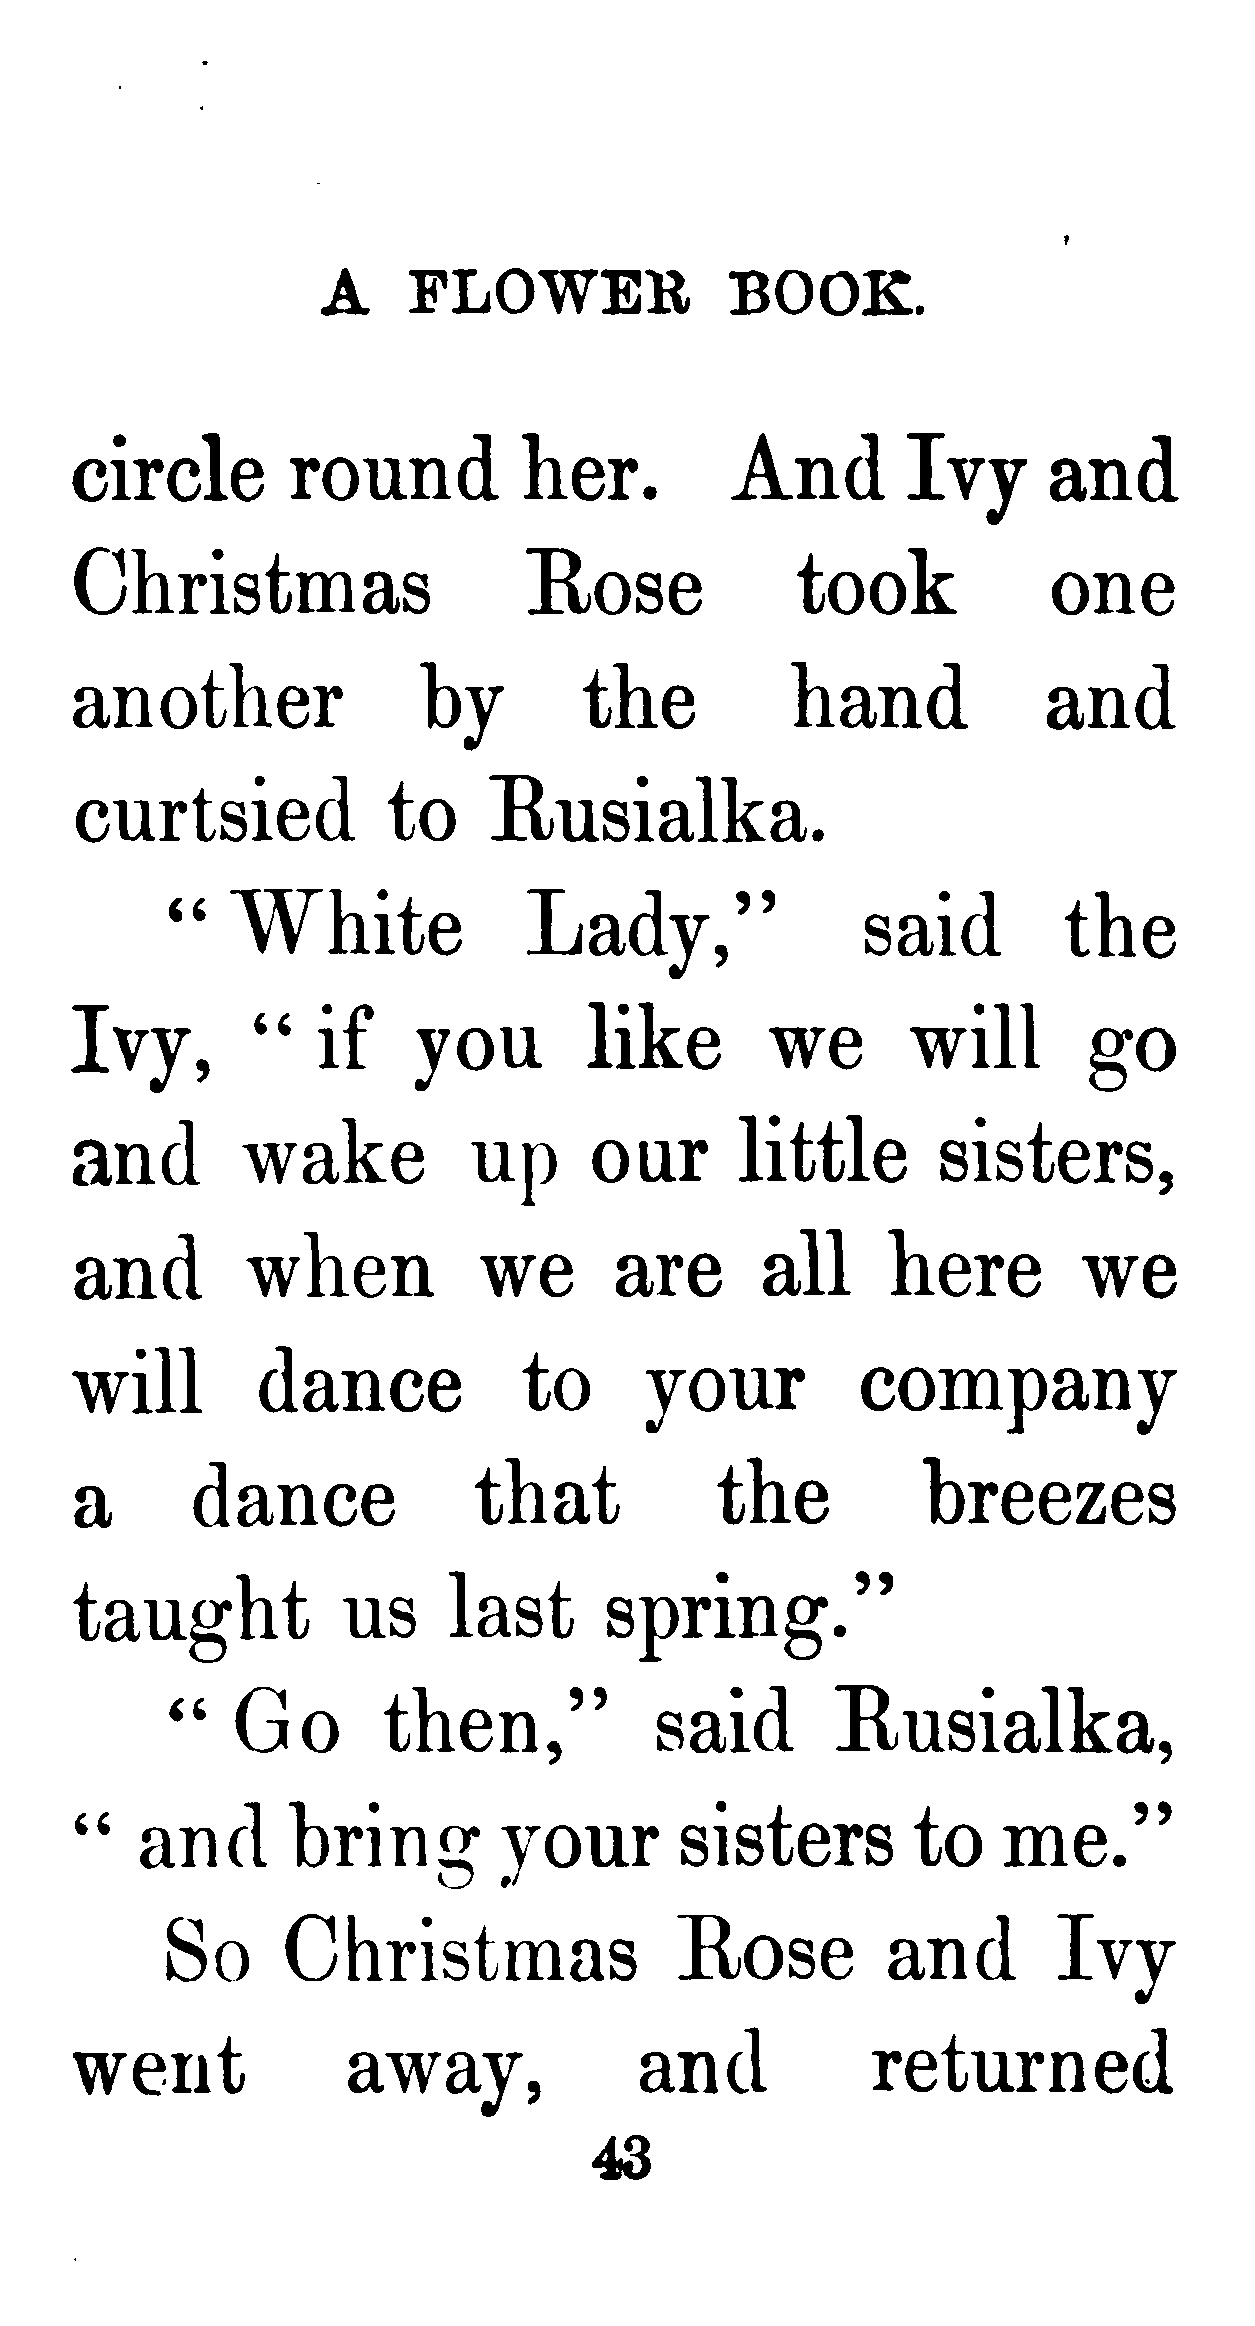 A FLOWER BOOK.
circle round her. And Ivy and
Christmas Rose took one
another by the hand and
curtsied to Rusialka.
“ White Lady,” said the
Ivy, “ if you like we will go
and wake up our little sisters,
and when we are all here we
will dance to your company
a dance that the breezes
taught us last spring.”
“ Go then,” said Rusialka,
“ and bring your sisters to me.”
So Christmas Rose and Ivy
went away, and returned
43